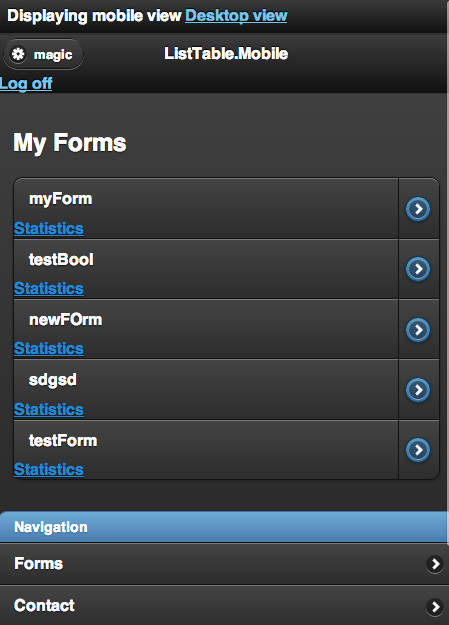 Displaying mobile view Desktop view
magic
ListTable.Mobile
Log off
My Forms
myForm
Statistics
testBool
Statistics
newFOrm
Statistics
sdgsd
Statistics
testForm
Statistics
Navigation
Forms
Contact